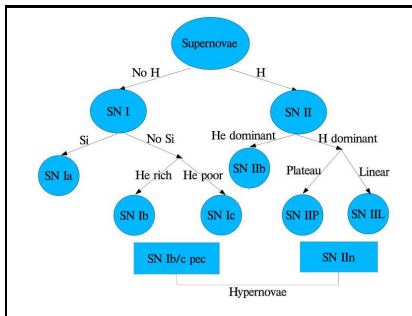 Supernovae
No H
H
SN I
SN II
Si
No Si
He dominant
H dominant
SN Ia
He rich
He poor
SN IIb
Plateau
Linear
SN Ib
SN Ic
SN IIP
SN IIL
SN Ib/c pec
SN IIn
Hypernovae